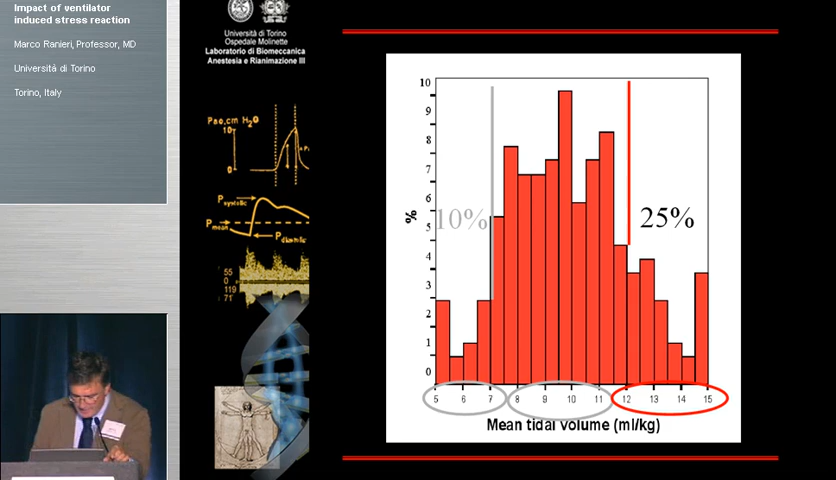 Impact of ventilator
induced stress reaction
Marco Ranieri, Professor, MD
Universitá di Torino
Torino, Italy
Università di Torino
Ospedale Molinette
Laboratorio di Biomeccanica
Anestesia e Rianimazione III
Pao,cm H₂O
10
0
Psystolic
Pmean
Pdiastolic
55
0
119
71
10
9
8
7
6
5
4
3
2
1
0
%
10%
25%
5 6 7 8 9 10 11 12 13 14 15
Mean tidal volume (ml/kg)